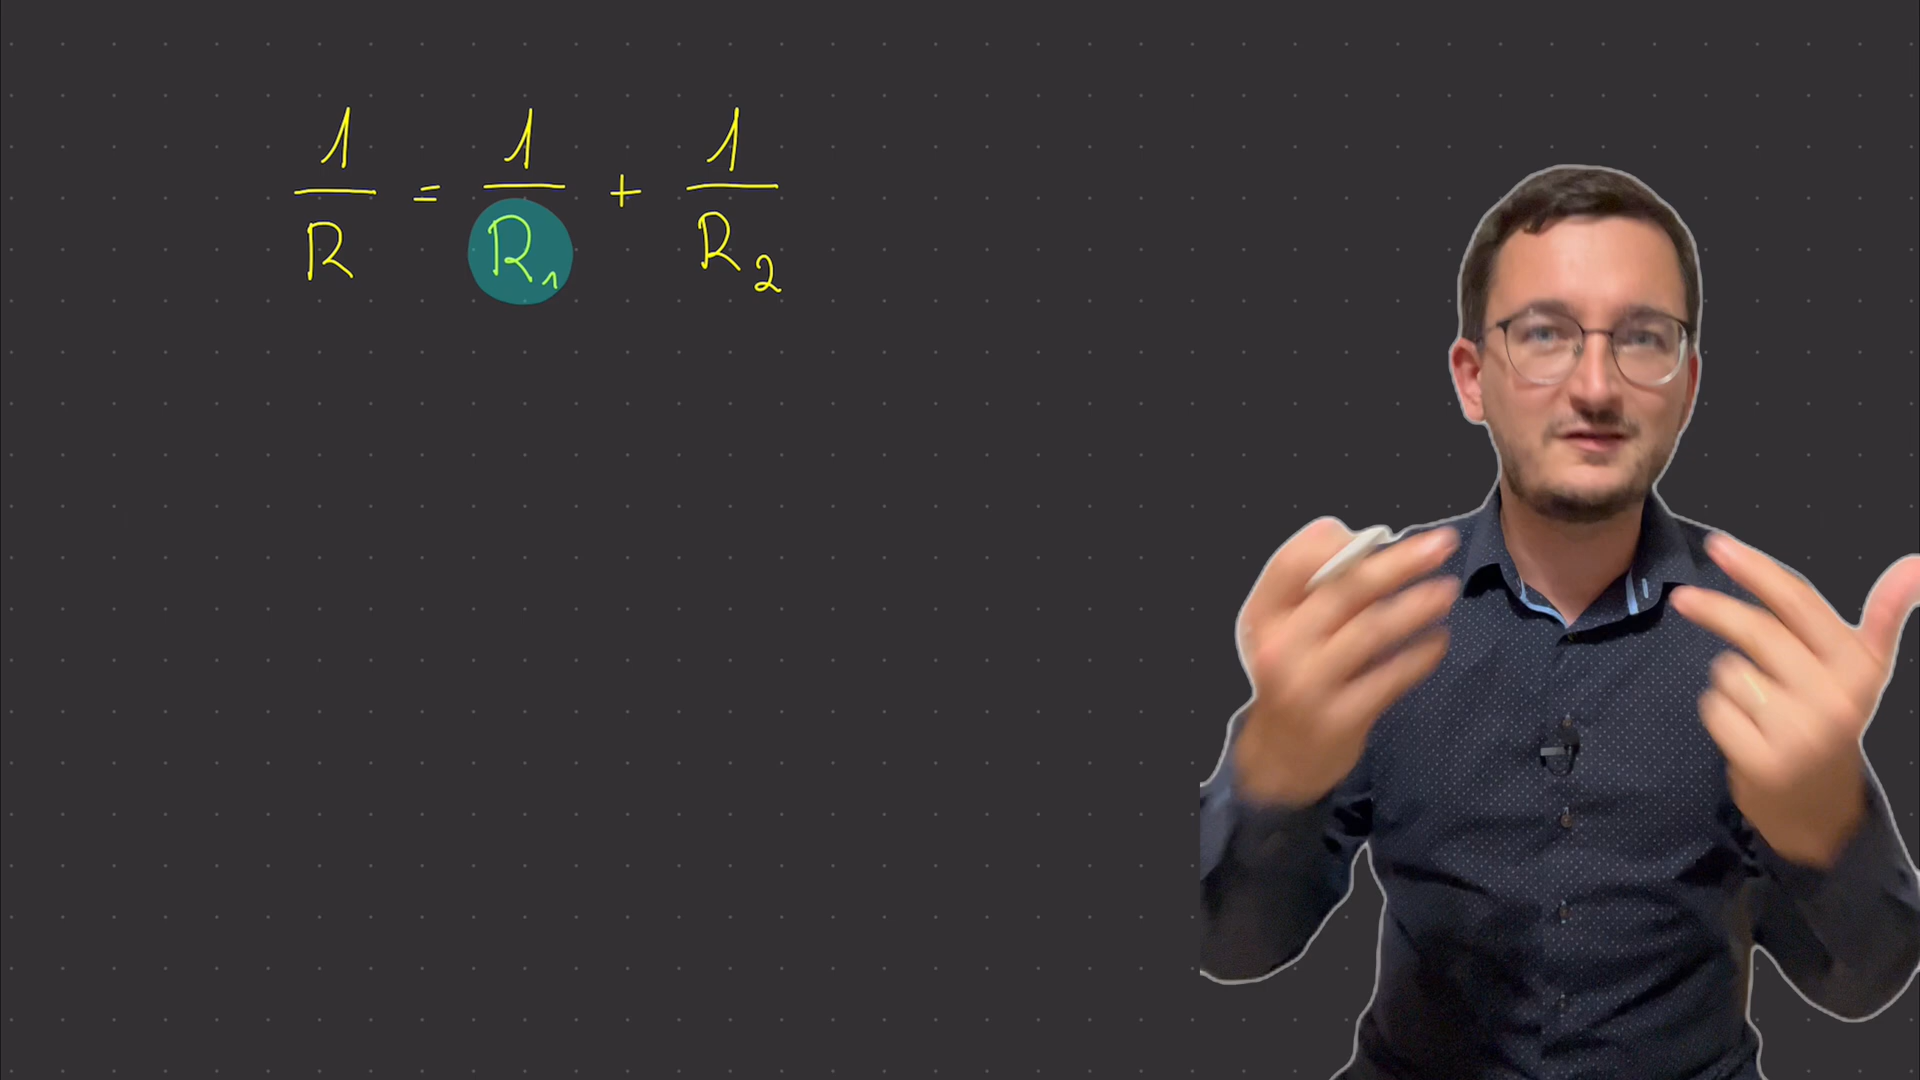 1/R = 1/R₁ + 1/R₂